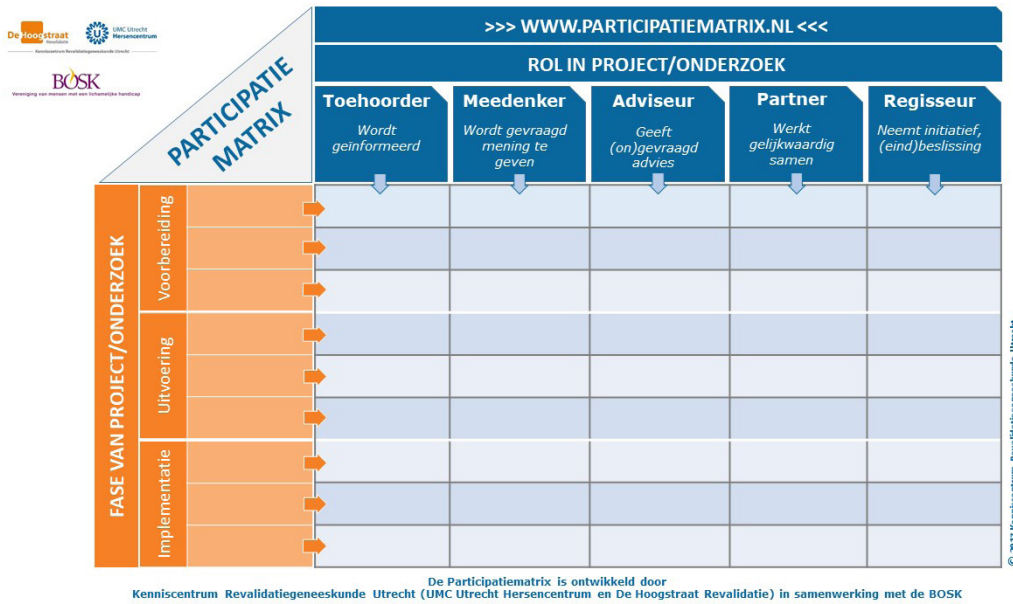 De Hoogstraat
Revalidatie
UMC Utrecht
Hersencentrum
Kenniscentrum Revalidatiegeneeskunde Utrecht
BOSK
Vereniging van mensen met een lichamelijke handicap
PARTICIPATIE
MATRIX
>>> WWW.PARTICIPATIEMATRIX.NL <<<
ROL IN PROJECT/ONDERZOEK
Toehoorder
Wordt
geïnformeerd
Meedenker
Wordt gevraagd
mening te
geven
Adviseur
Geeft
(on)gevraagd
advies
Partner
Werkt
gelijkwaardig
samen
Regisseur
Neemt initiatief,
(eind)beslissing
FASE VAN PROJECT/ONDERZOEK
Voorbereiding
Uitvoering
Implementatie
© 2017 Kenniscentrum Revalidatiegeneeskunde Utrecht
De Participatiematrix is ontwikkeld door
Kenniscentrum Revalidatiegeneeskunde Utrecht (UMC Utrecht Hersencentrum en De Hoogstraat Revalidatie) in samenwerking met de BOSK